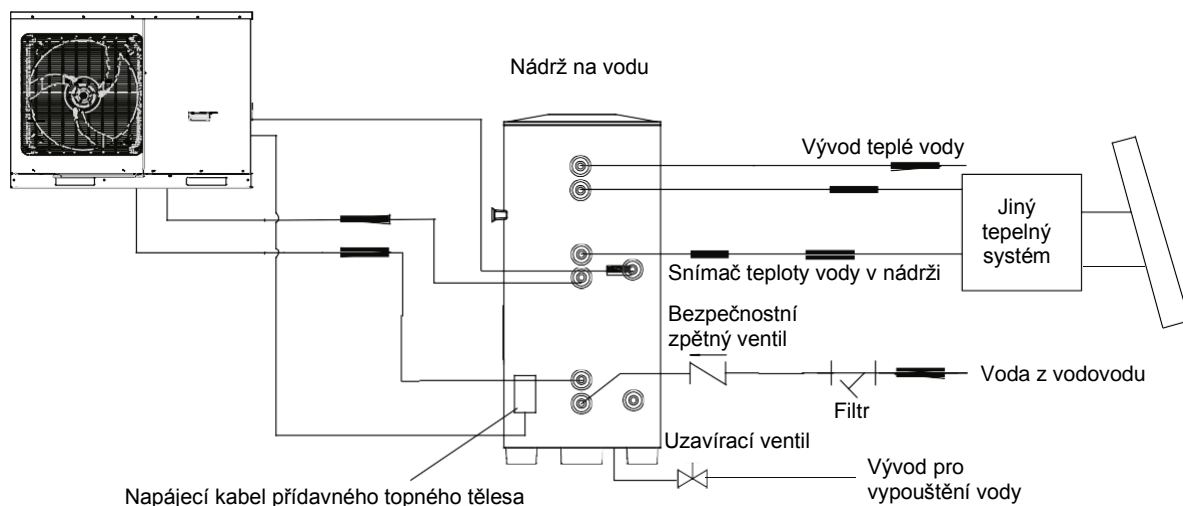 Nádrž na vodu
Vývod teplé vody
Jiný
tepelný
systém
Snímač teploty vody v nádrži
Bezpečnostní
zpětný ventil
Voda z vodovodu
Filtr
Uzavírací ventil
Vývod pro
vypouštění vody
Napájecí kabel přídavného topného tělesa